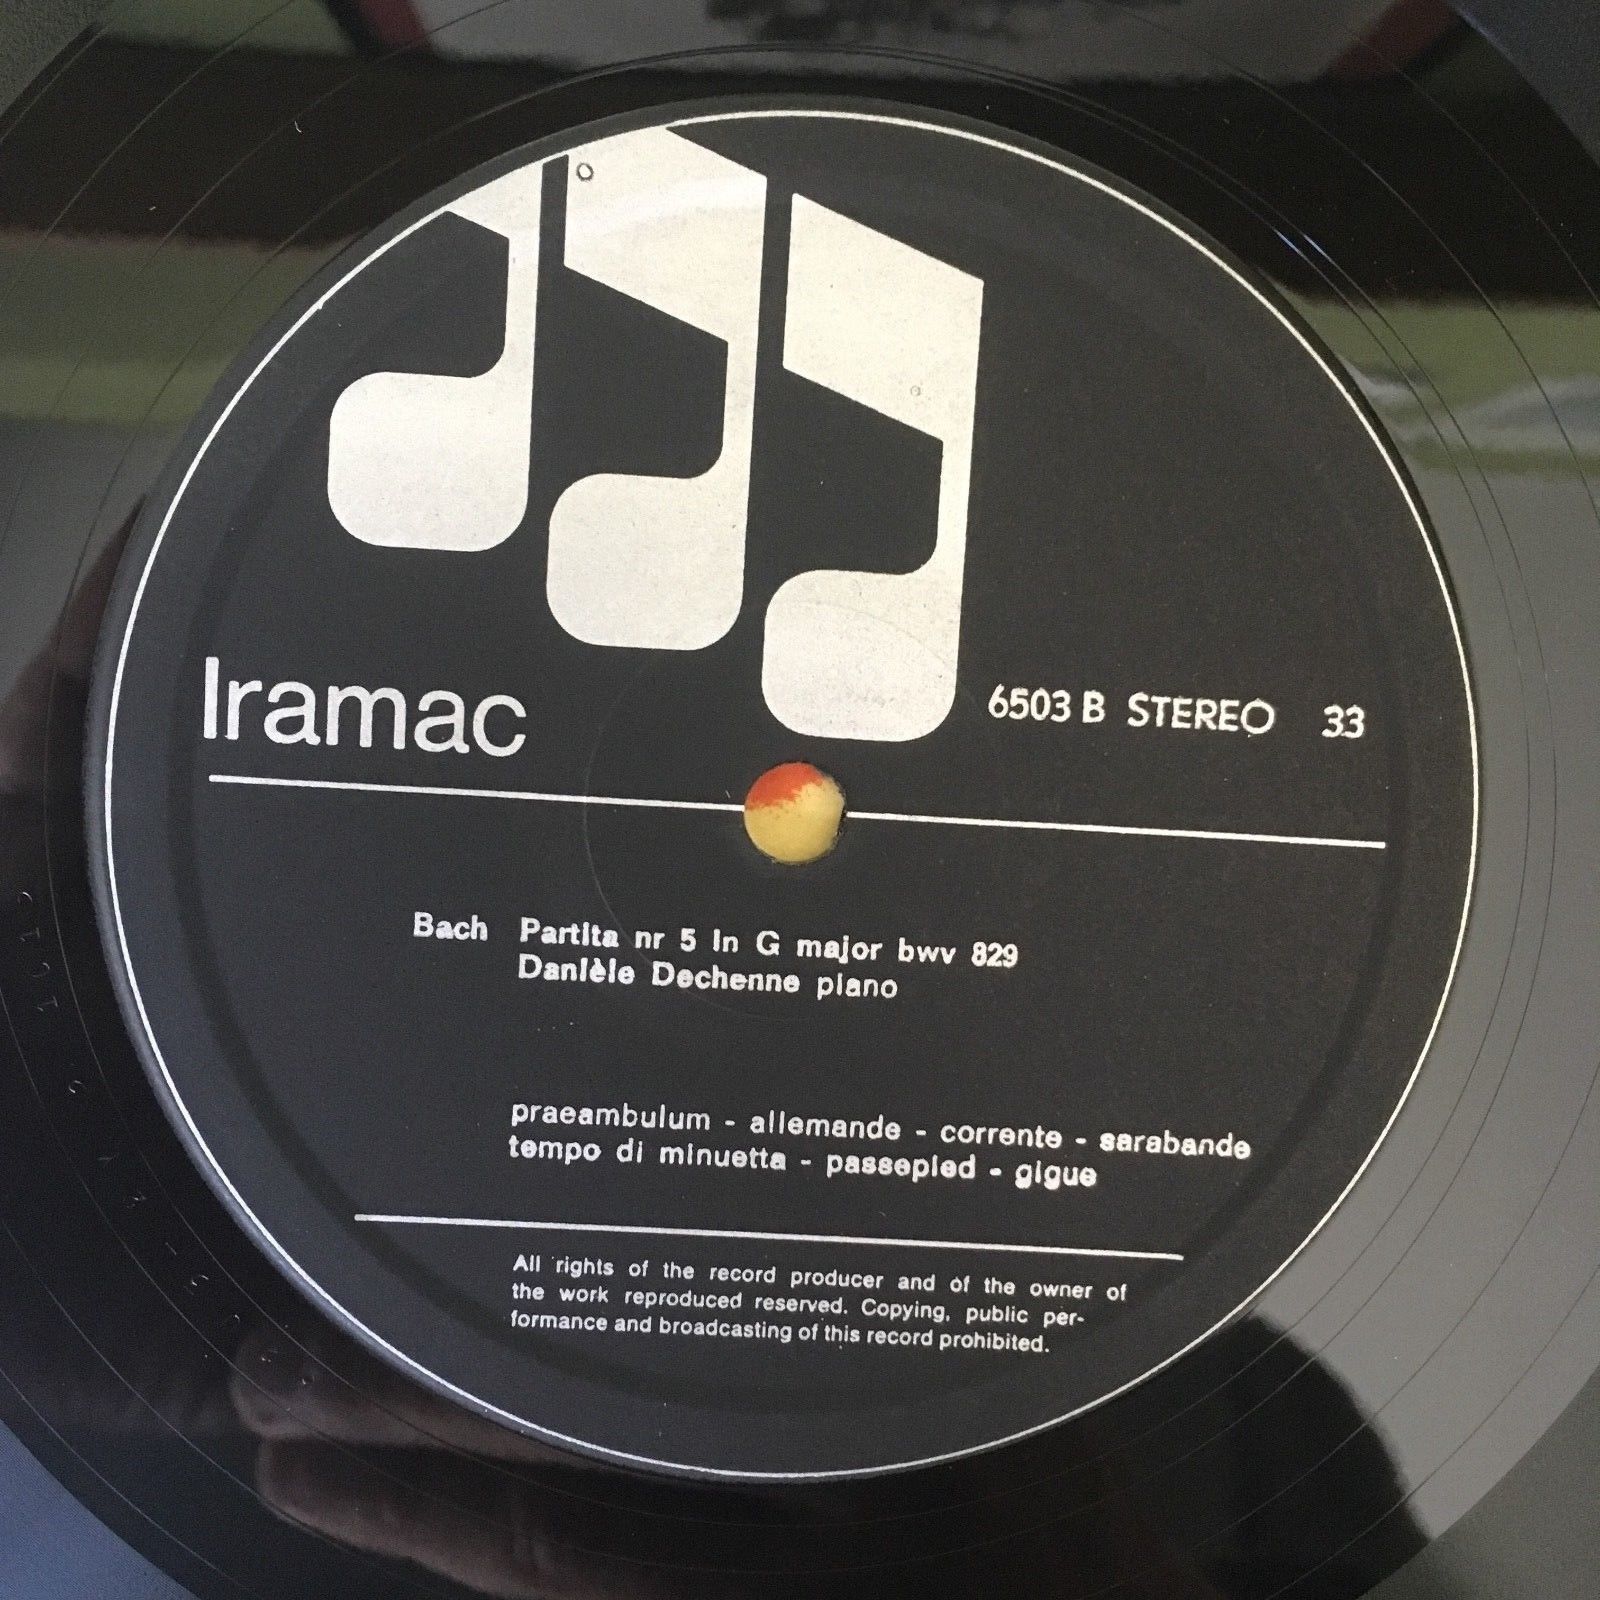 Iramac
6503 B STEREO 33
Bach Partita nr 5 in G major bwv 829
Danièle Dechenne piano
praeambulum - allemande - corrente - sarabande
tempo di minuetta - passepied - gigue
All rights of the record producer and of the owner of
the work reproduced reserved. Copying, public per-
formance and broadcasting of this record prohibited.